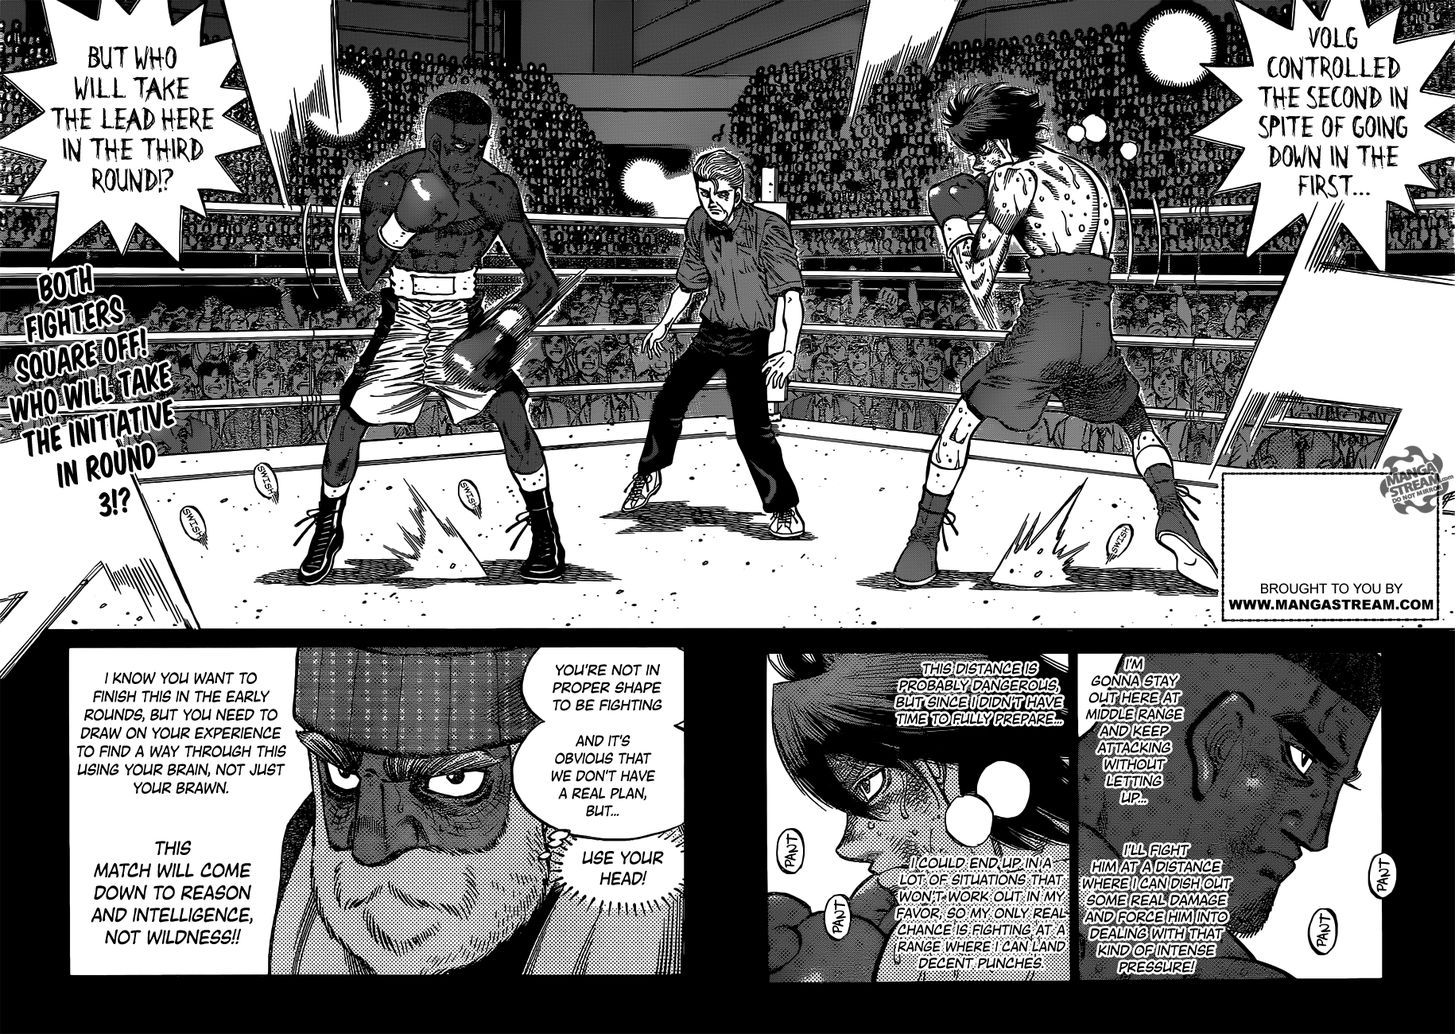 VOLG
CONTROLLED
THE SECOND IN
SPITE OF GOING
DOWN IN THE
FIRST...
BUT WHO
WILL TAKE
THE LEAD HERE
IN THE THIRD
ROUND!?
BOTH
FIGHTERS
SQUARE OFF!
WHO WILL TAKE
THE INITIATIVE
IN ROUND
3!?
SWISH
SWISH
SWISH
SWISH
MANGA
STREAM.com
DO NOT MIRROR
BROUGHT TO YOU BY
WWW.MANGASTREAM.COM
I'M
GONNA STAY
OUT HERE AT
MIDDLE RANGE
AND KEEP
ATTACKING
WITHOUT
LETTING
UP...
I'LL FIGHT
HIM AT A DISTANCE
WHERE I CAN DISH OUT
SOME REAL DAMAGE
AND FORCE HIM INTO
DEALING WITH THAT
KIND OF INTENSE
PRESSURE!
PANT
PANT
THIS DISTANCE IS
PROBABLY DANGEROUS,
BUT SINCE I DIDN'T HAVE
TIME TO FULLY PREPARE...
I COULD END UP IN A
LOT OF SITUATIONS THAT
WON'T WORK OUT IN MY
FAVOR, SO MY ONLY REAL
CHANCE IS FIGHTING AT A
RANGE WHERE I CAN LAND
DECENT PUNCHES.
PANT
PANT
YOU'RE NOT IN
PROPER SHAPE
TO BE FIGHTING
AND IT'S
OBVIOUS THAT
WE DON'T HAVE
A REAL PLAN,
BUT...
USE YOUR
HEAD!
I KNOW YOU WANT TO
FINISH THIS IN THE EARLY
ROUNDS, BUT YOU NEED TO
DRAW ON YOUR EXPERIENCE
TO FIND A WAY THROUGH THIS
USING YOUR BRAIN, NOT JUST
YOUR BRAWN.
THIS
MATCH WILL COME
DOWN TO REASON
AND INTELLIGENCE,
NOT WILDNESS!!